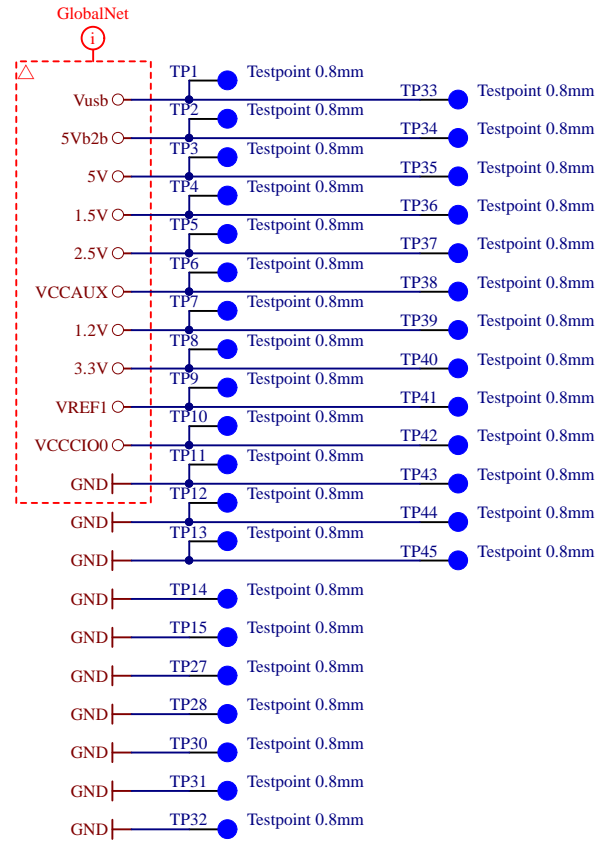 GlobalNet
i
TP1 Testpoint 0.8mm
Vusb TP33 Testpoint 0.8mm
TP2 Testpoint 0.8mm
5Vb2b TP34 Testpoint 0.8mm
TP3 Testpoint 0.8mm
5V TP35 Testpoint 0.8mm
TP4 Testpoint 0.8mm
1.5V TP36 Testpoint 0.8mm
TP5 Testpoint 0.8mm
2.5V TP37 Testpoint 0.8mm
TP6 Testpoint 0.8mm
VCCAUX TP38 Testpoint 0.8mm
TP7 Testpoint 0.8mm
1.2V TP39 Testpoint 0.8mm
TP8 Testpoint 0.8mm
3.3V TP40 Testpoint 0.8mm
TP9 Testpoint 0.8mm
VREF1 TP41 Testpoint 0.8mm
TP10 Testpoint 0.8mm
VCCCIO0 TP42 Testpoint 0.8mm
TP11 Testpoint 0.8mm
GND TP43 Testpoint 0.8mm
TP12 Testpoint 0.8mm
GND TP44 Testpoint 0.8mm
TP13 Testpoint 0.8mm
GND TP45 Testpoint 0.8mm
GND TP14 Testpoint 0.8mm
GND TP15 Testpoint 0.8mm
GND TP27 Testpoint 0.8mm
GND TP28 Testpoint 0.8mm
GND TP30 Testpoint 0.8mm
GND TP31 Testpoint 0.8mm
GND TP32 Testpoint 0.8mm